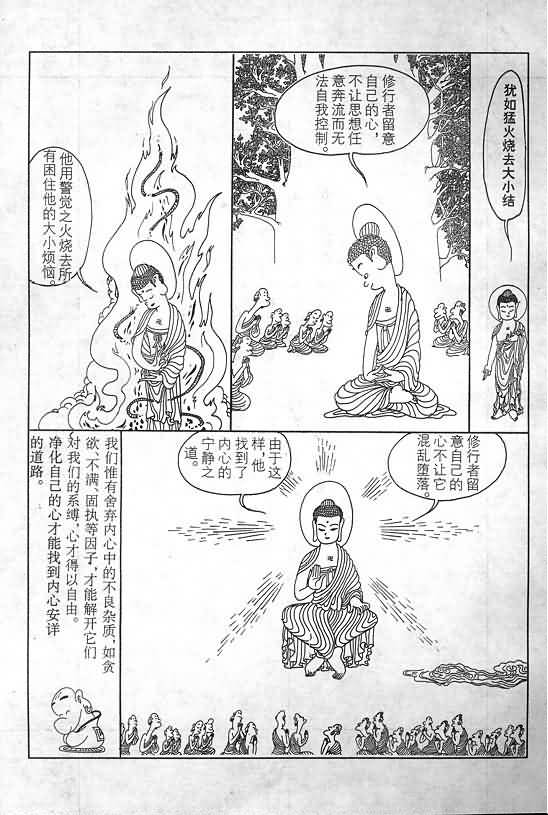 犹如猛火烧去大小结
修行者留意
自己的心，
不让思想任
意奔流而无
法自我控制。
他用警觉之火烧去所
有困住他的大小烦恼。
修行者留
意自己的
心不让它
混乱堕落。
由于这
样，他
找到了
内心的
宁静之
道。
我们惟有舍弃内心中的不良杂质，如贪
欲、不满、固执等因子，才能解开它们
对我们的系缚，心才得以自由。
净化自己的心才能找到内心安详
的道路。